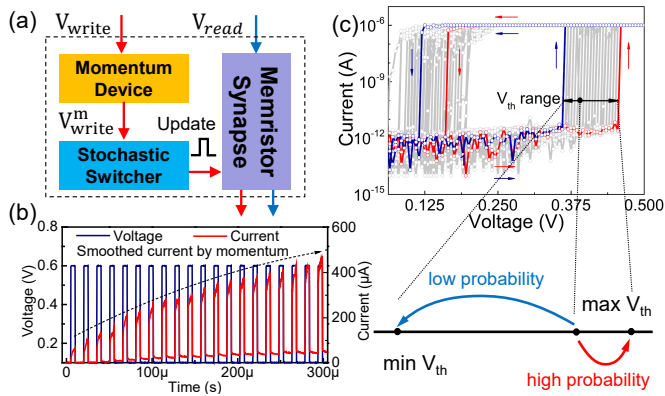 (a)
V_write
V_read
Momentum
Device
V^m_write
Update
Stochastic
Switcher
Memristor
Synapse
(b)
0.8
0.6
0.4
0.2
Voltage (V)
Voltage
Current
Smoothed current by momentum
600
400
200
0
Current (µA)
0
100µ
200µ
300µ
Time (s)
(c)
10^-6
10^-9
10^-12
10^-15
Current (A)
V_th range
0.125
0.250
0.375
0.500
Voltage (V)
low probability
max V_th
min V_th
high probability